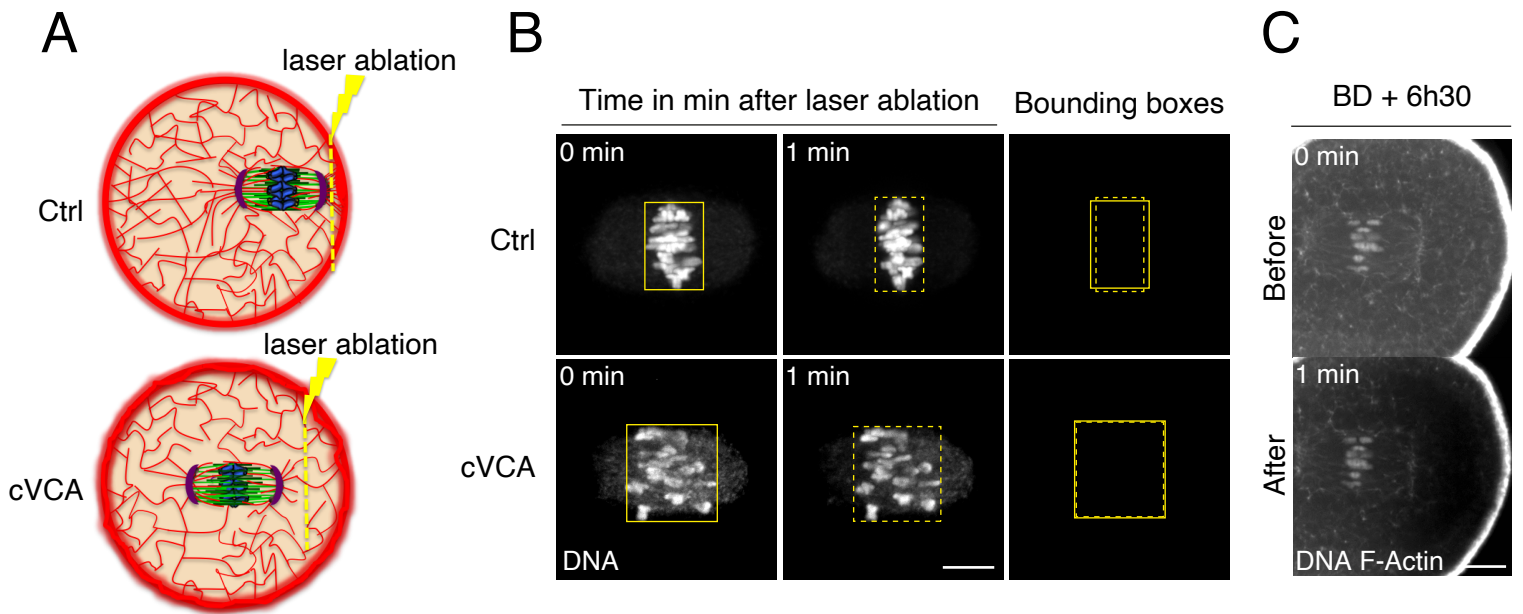 A
laser ablation
Ctrl
laser ablation
cVCA
B
Time in min after laser ablation
Bounding boxes
0 min
1 min
Ctrl
0 min
1 min
cVCA
DNA
C
BD + 6h30
0 min
Before
1 min
After
DNA F-Actin